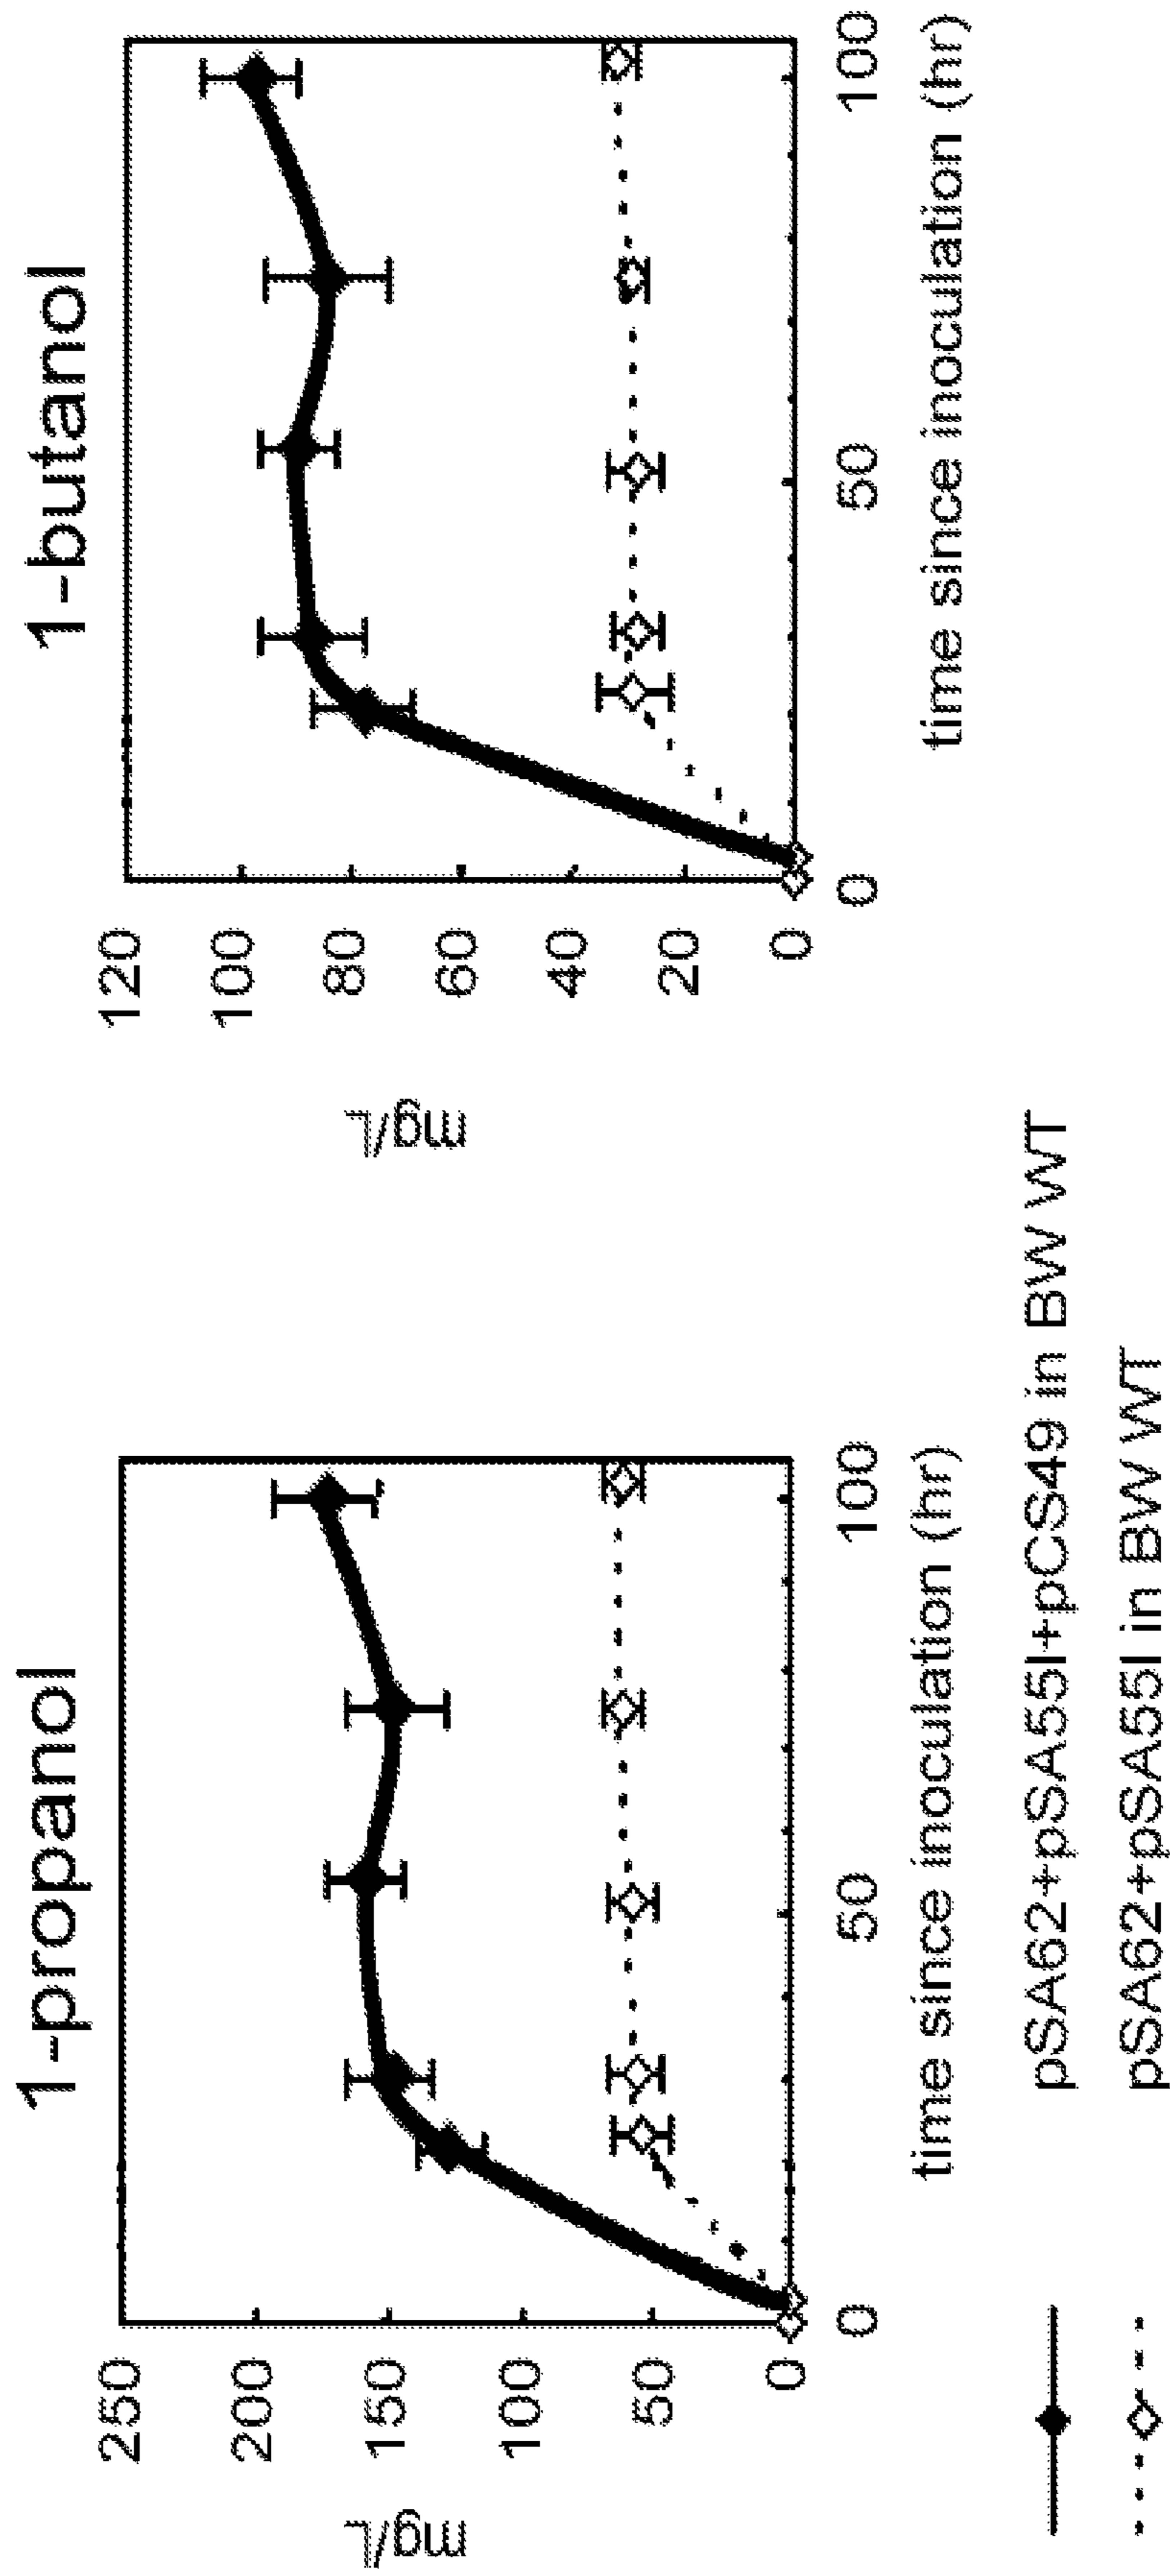 1-propanol
mg/L
250
200
150
100
50
0
0
50
100
time since inoculation (hr)
1-butanol
mg/L
120
100
80
60
40
20
0
0
50
100
time since inoculation (hr)
pSA62+pSA55I+pCS49 in BW WT
pSA62+pSA55I in BW WT